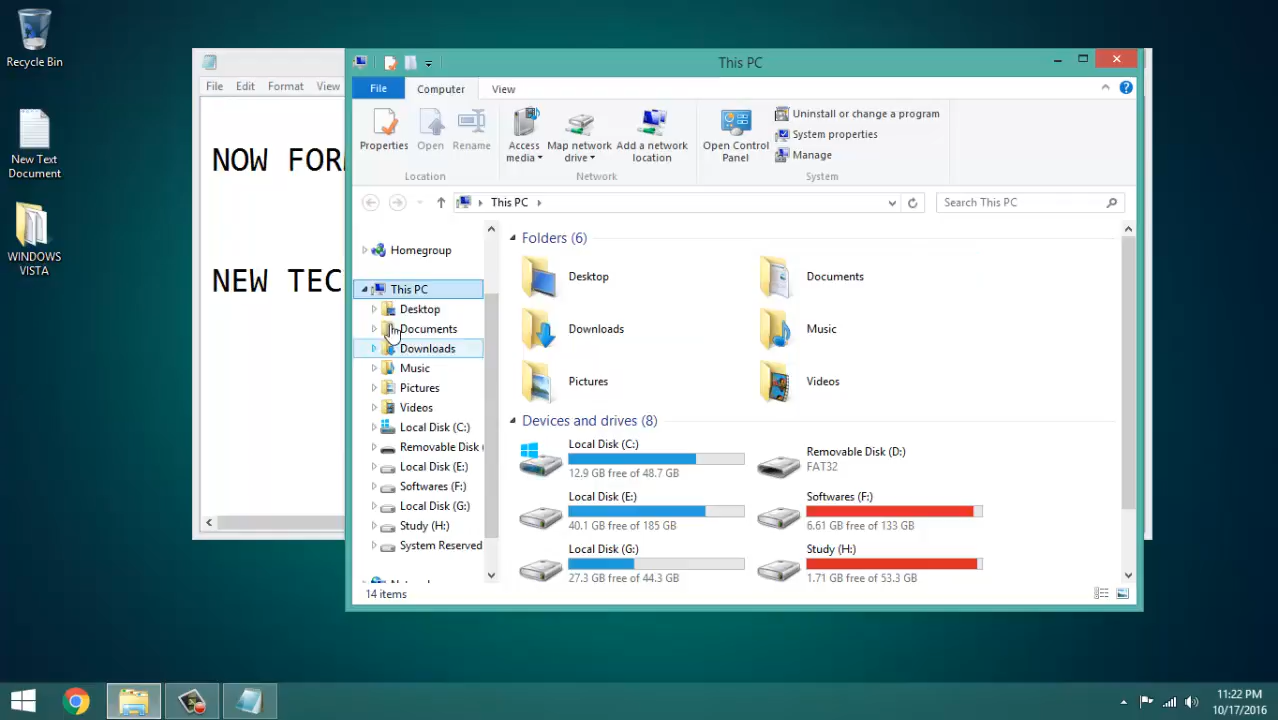 Recycle Bin
New Text
Document
WINDOWS
VISTA
File Edit Format View
NOW FOR
NEW TEC
This PC
File Computer View
Properties Open Rename
Location
Access
media
Map network
drive
Add a network
location
Network
Open Control
Panel
Uninstall or change a program
System properties
Manage
System
This PC
Search This PC
Homegroup
This PC
Desktop
Documents
Downloads
Music
Pictures
Videos
Local Disk (C:)
Removable Disk (
Local Disk (E:)
Softwares (F:)
Local Disk (G:)
Study (H:)
System Reserved
Folders (6)
Desktop Documents
Downloads Music
Pictures Videos
Devices and drives (8)
Local Disk (C:)
12.9 GB free of 48.7 GB
Removable Disk (D:)
FAT32
Local Disk (E:)
40.1 GB free of 185 GB
Softwares (F:)
6.61 GB free of 133 GB
Local Disk (G:)
27.3 GB free of 44.3 GB
Study (H:)
1.71 GB free of 53.3 GB
14 items
11:22 PM
10/17/2016